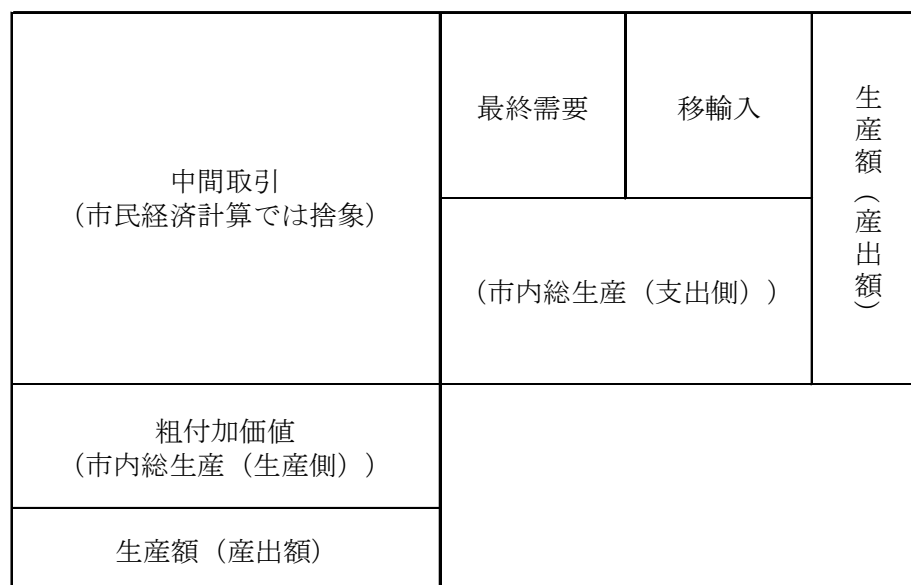 中間取引
（市民経済計算では捨象）
最終需要
移輸入
（市内総生産（支出側））
生産額（産出額）
粗付加価値
（市内総生産（生産側））
生産額（産出額）